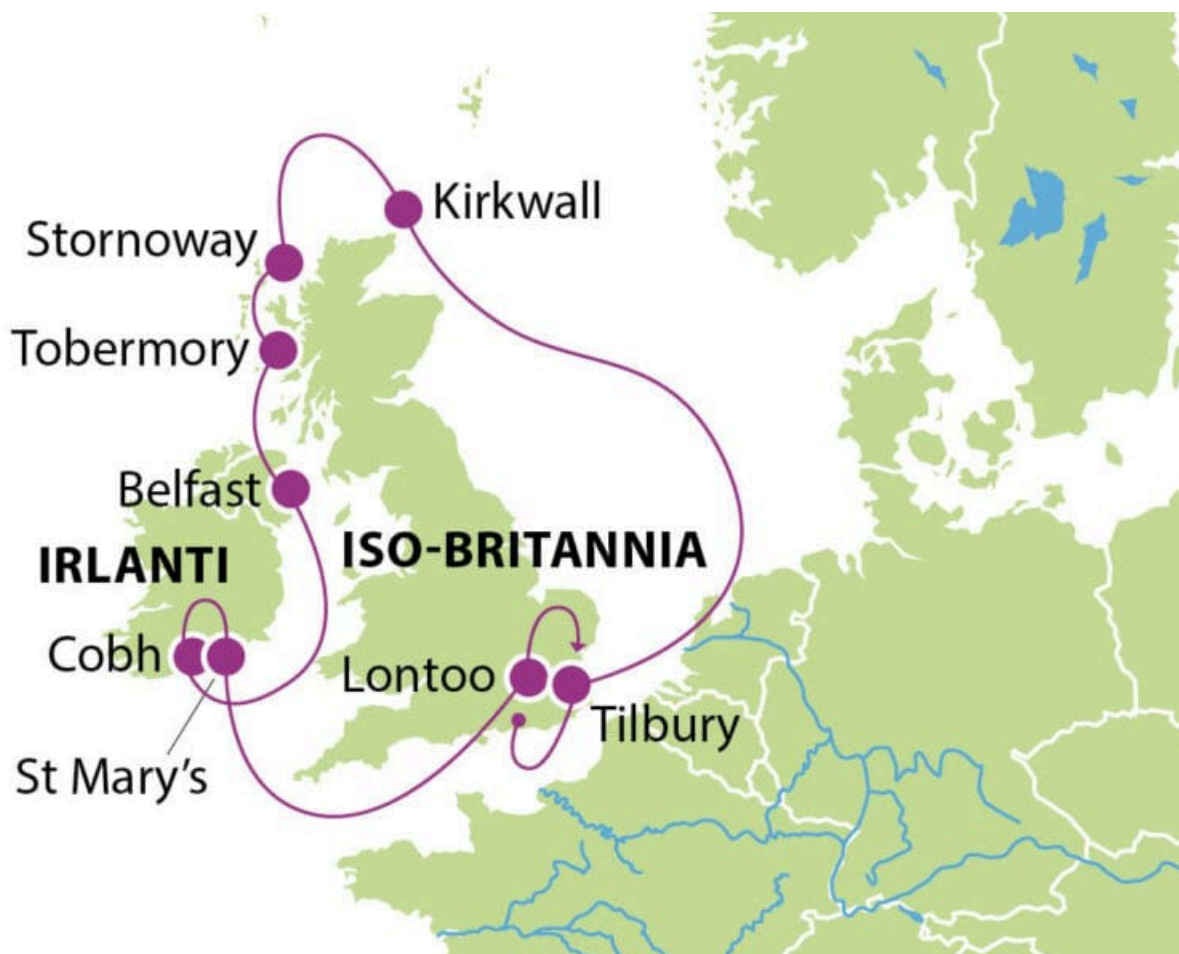 Kirkwall
Stornoway
Tobermory
Belfast
IRLANTI
ISO-BRITANNIA
Cobh
Lontoo
Tilbury
St Mary's